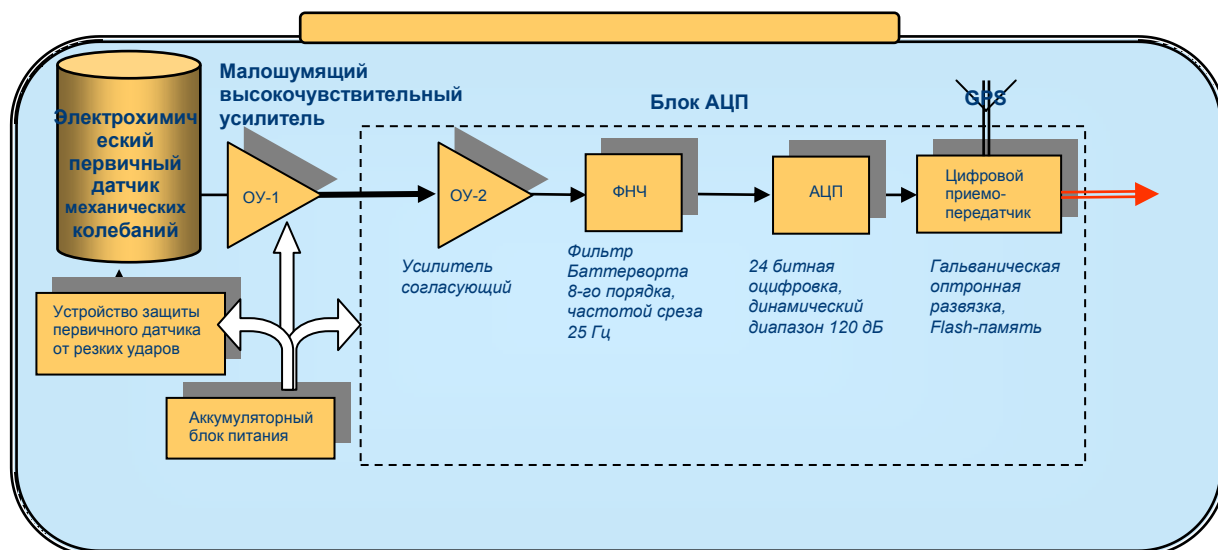 Малошумящий
высокочувствительный
усилитель
Блок АЦП
GPS
Электрохимич
еский
первичный
датчик
механических
колебаний
ОУ-1
ОУ-2
ФНЧ
АЦП
Цифровой
приемо-
передатчик
Усилитель
согласующий
Фильтр
Баттерворта
8-го порядка,
частотой среза
25 Гц
24 битная
оцифровка,
динамический
диапазон 120 дБ
Гальваническая
оптронная
развязка,
Flash-память
Устройство защиты
первичного датчика
от резких ударов
Аккумуляторный
блок питания